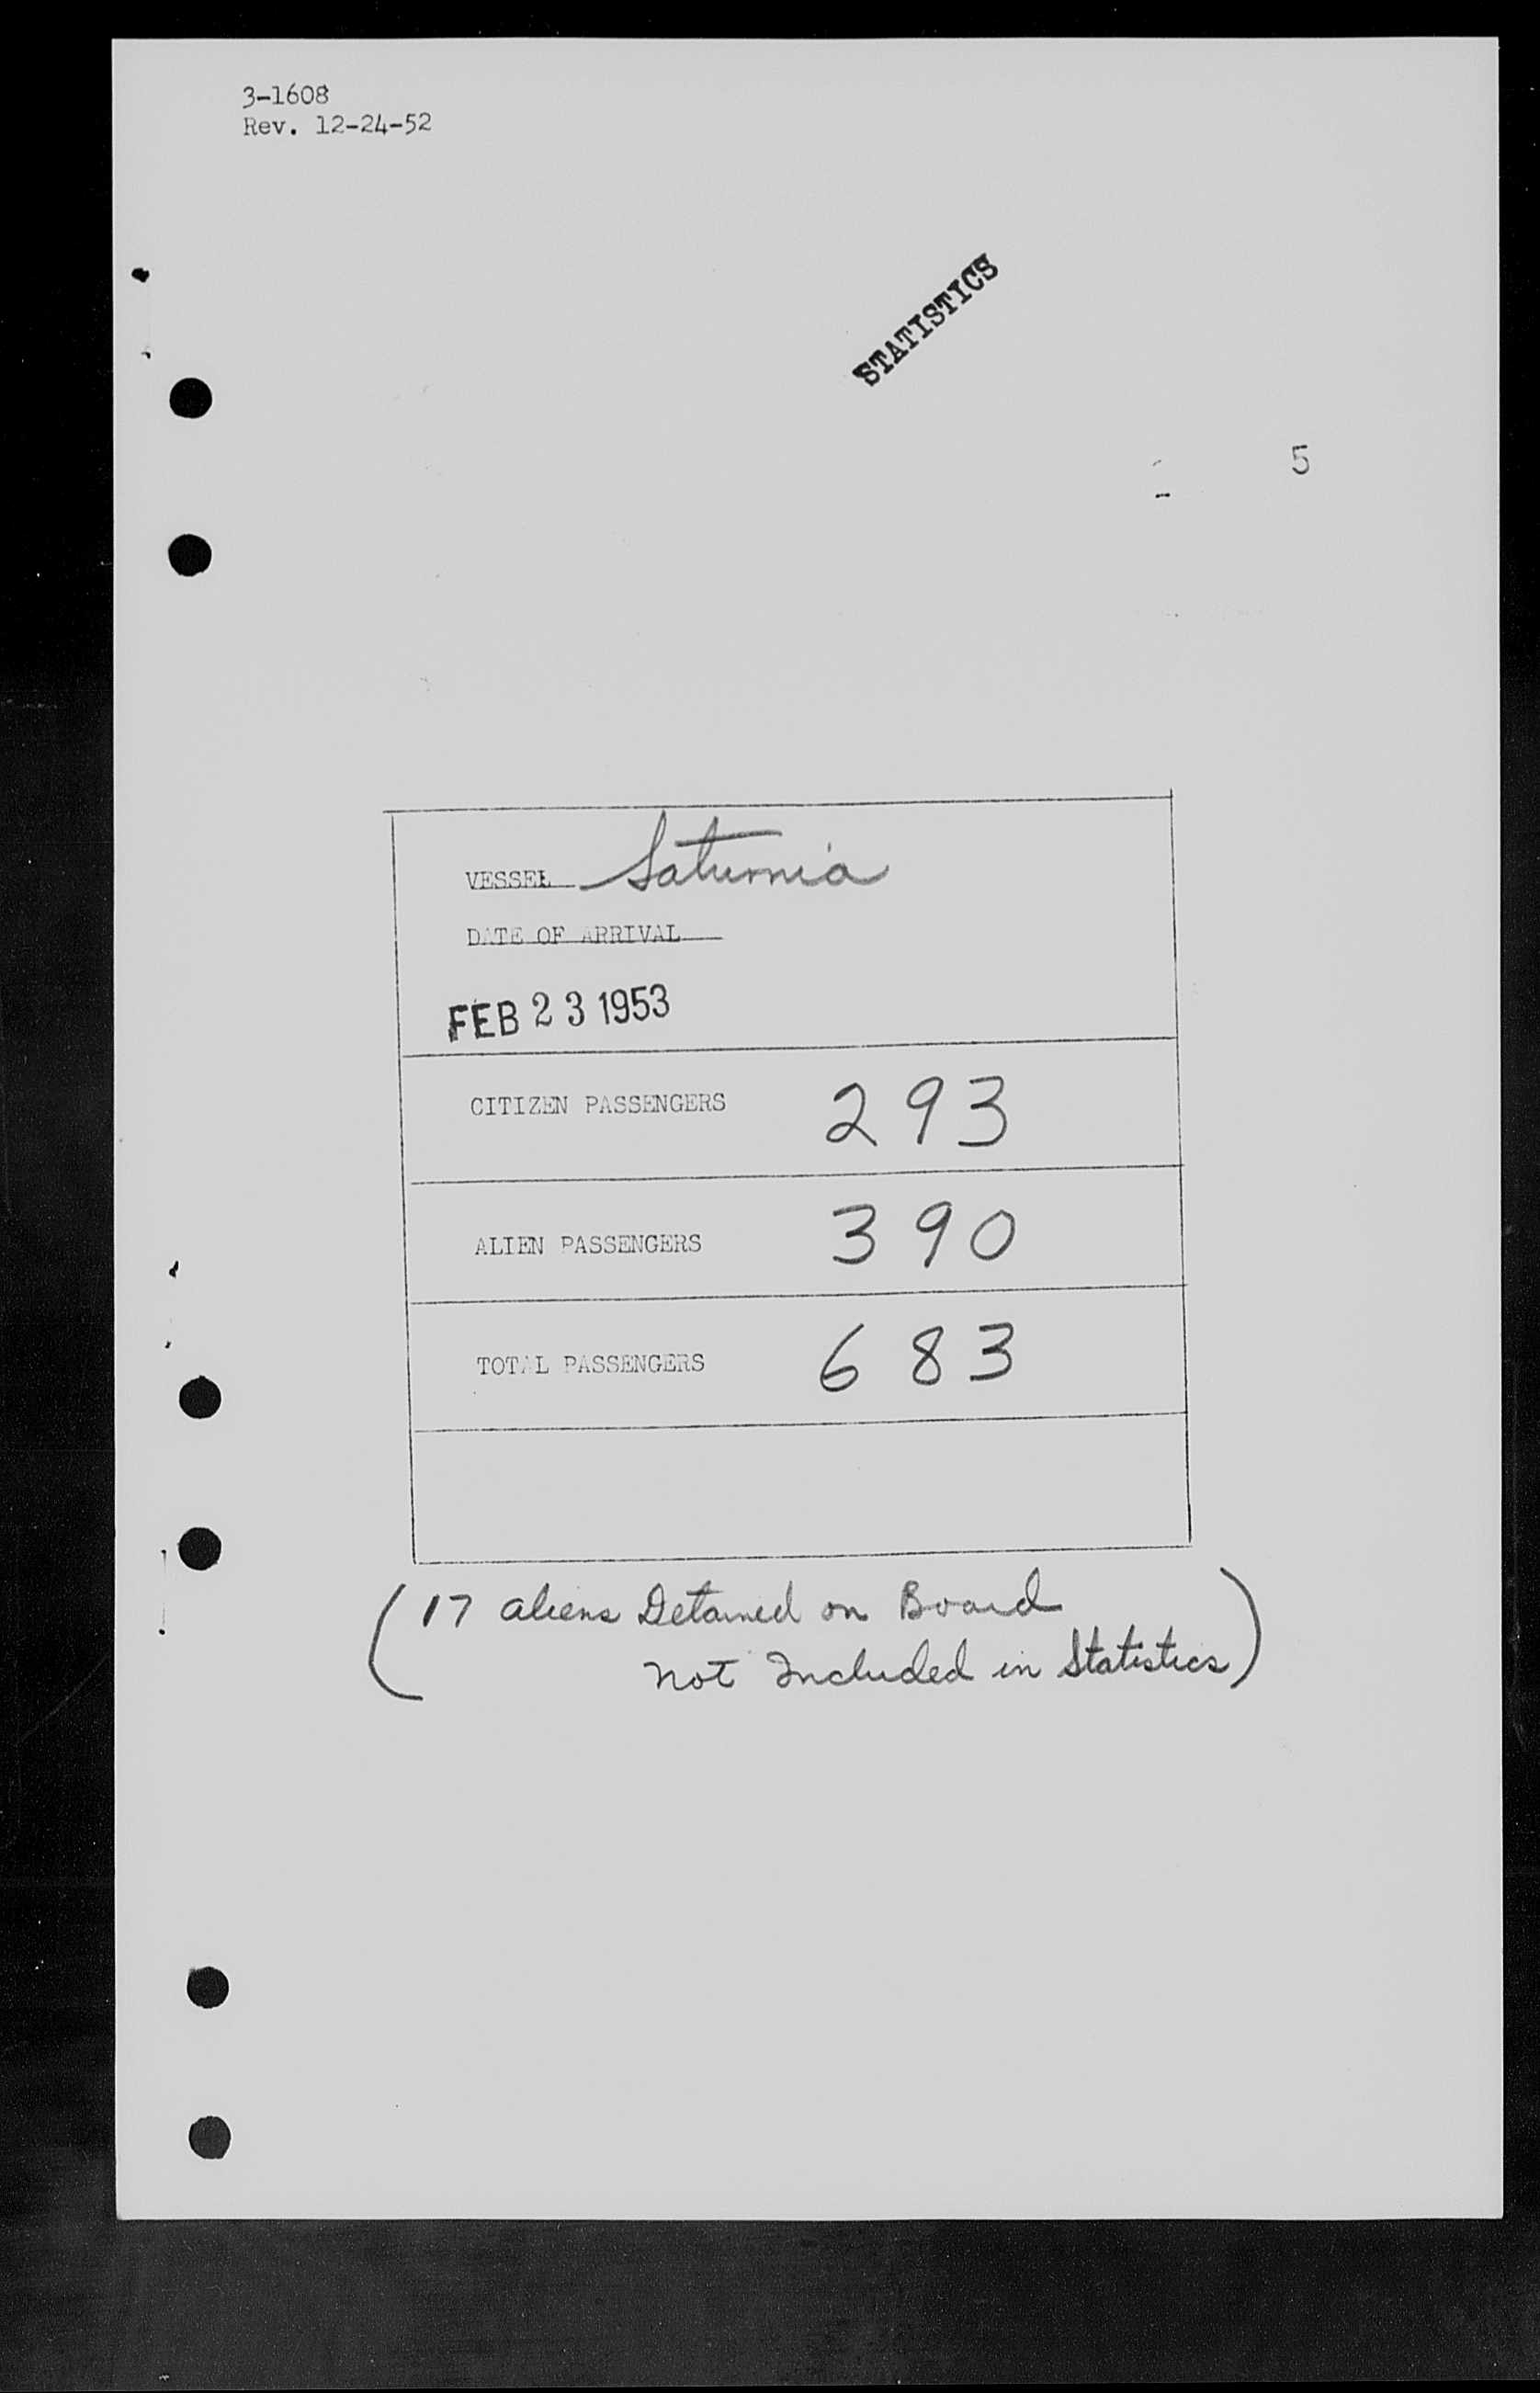 3-1608
Rev. 12-24-52
STATISTICS
5
VESSEL Saturnia
DATE OF ARRIVAL
FEB 23 1953
CITIZEN PASSENGERS 293
ALIEN PASSENGERS 390
TOTAL PASSENGERS 683
(17 aliens Detained on Board
not Included in Statistics)